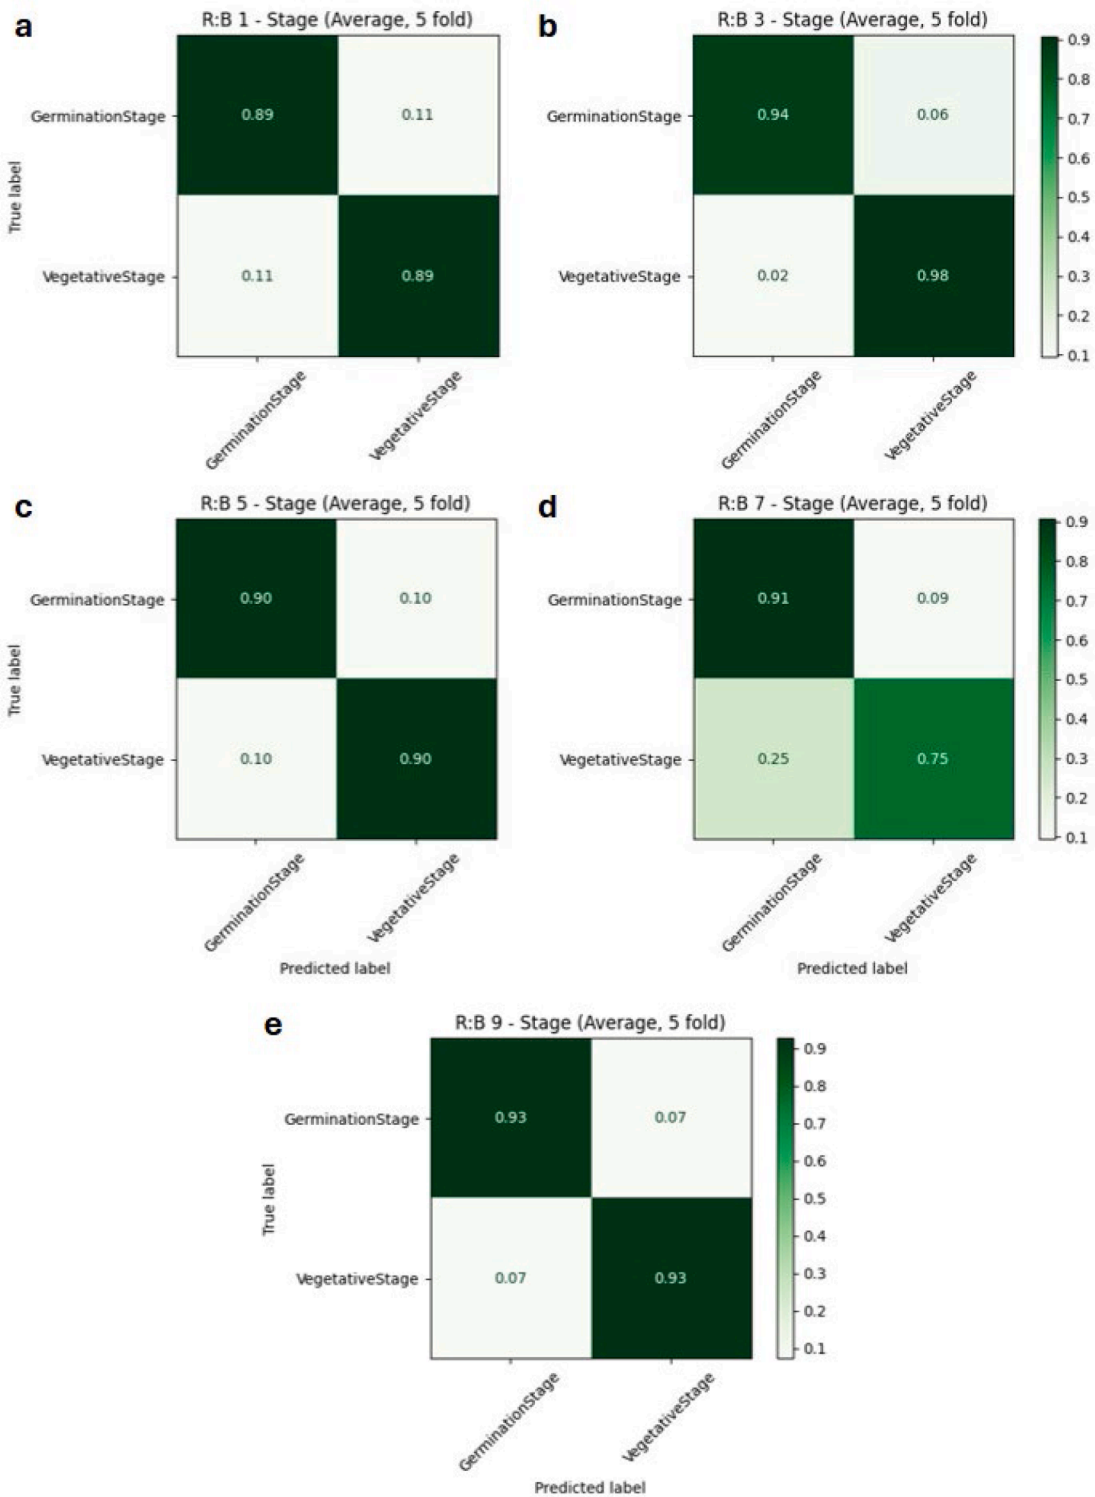 a
R:B 1 - Stage (Average, 5 fold)
True label
GerminationStage
0.89
0.11
VegetativeStage
0.11
0.89
GerminationStage
VegetativeStage
b
R:B 3 - Stage (Average, 5 fold)
GerminationStage
0.94
0.06
VegetativeStage
0.02
0.98
GerminationStage
VegetativeStage
0.9
0.8
0.7
0.6
0.5
0.4
0.3
0.2
0.1
c
R:B 5 - Stage (Average, 5 fold)
True label
GerminationStage
0.90
0.10
VegetativeStage
0.10
0.90
GerminationStage
VegetativeStage
Predicted label
d
R:B 7 - Stage (Average, 5 fold)
GerminationStage
0.91
0.09
VegetativeStage
0.25
0.75
GerminationStage
VegetativeStage
Predicted label
0.9
0.8
0.7
0.6
0.5
0.4
0.3
0.2
0.1
e
R:B 9 - Stage (Average, 5 fold)
True label
GerminationStage
0.93
0.07
VegetativeStage
0.07
0.93
GerminationStage
VegetativeStage
Predicted label
0.9
0.8
0.7
0.6
0.5
0.4
0.3
0.2
0.1